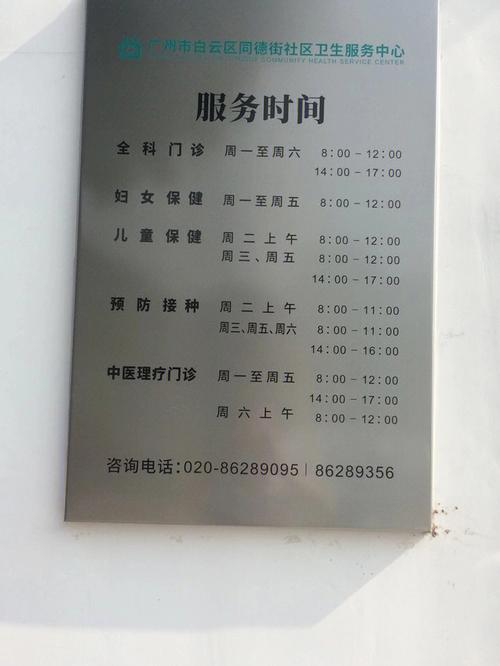 广州市白云区同德街社区卫生服务中心
COMMUNITY HEALTH SERVICE CENTER
服务时间
全科门诊 周一至周六 8:00-12:00
14:00-17:00
妇女保健 周一至周五 8:00-12:00
儿童保健 周二上午 8:00-12:00
周三、周五 8:00-12:00
14:00-17:00
预防接种 周二上午 8:00-11:00
周三、周五、周六 8:00-11:00
14:00-16:00
中医理疗门诊 周一至周五 8:00-12:00
14:00-17:00
周六上午 8:00-12:00
咨询电话:020-86289095|86289356